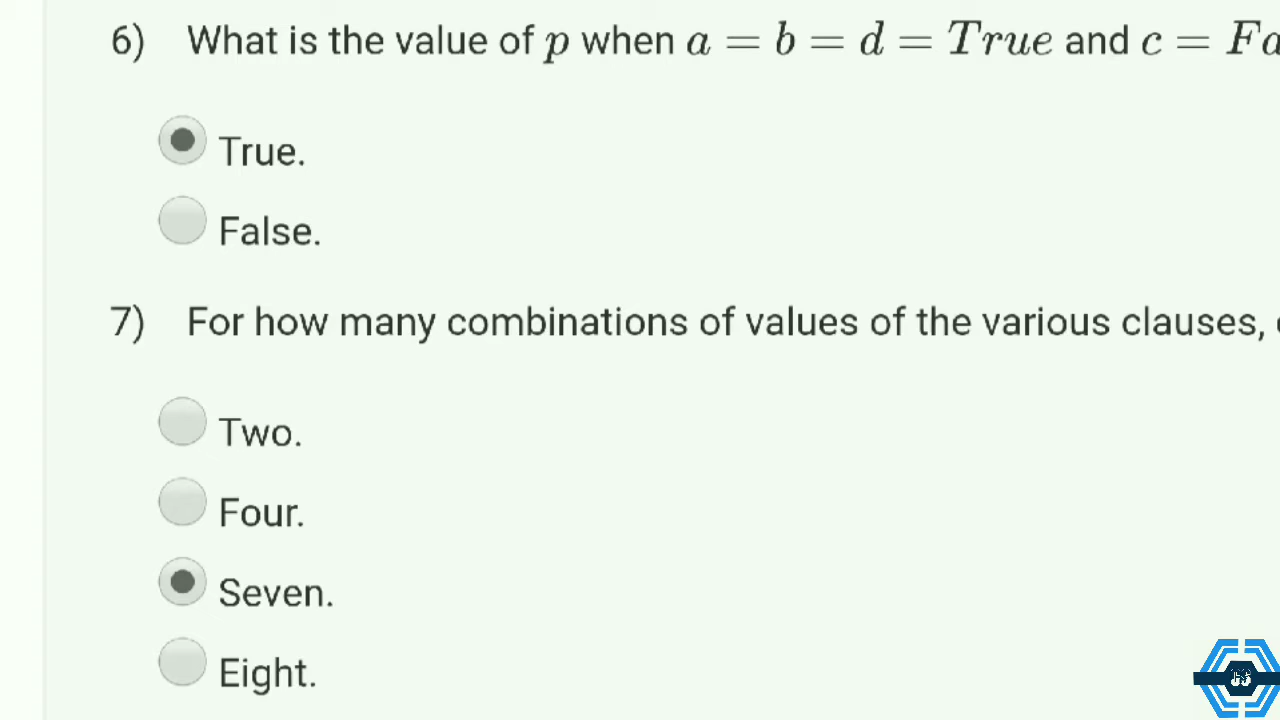 6) What is the value of p when a = b = d = True and c = Fa
True.
False.
7) For how many combinations of values of the various clauses,
Two.
Four.
Seven.
Eight.